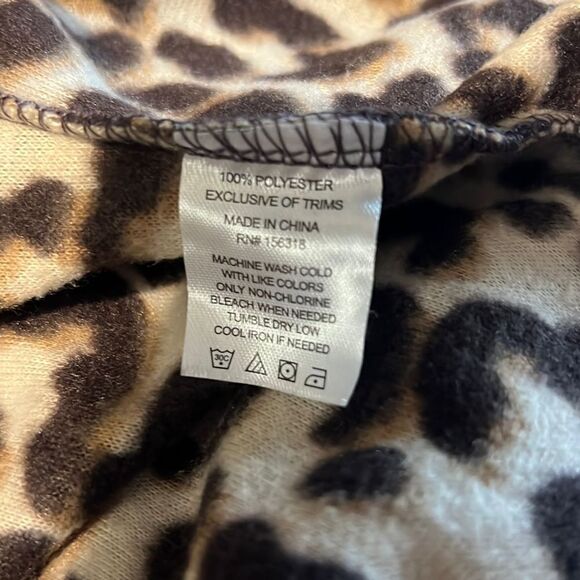 100% POLYESTER
EXCLUSIVE OF TRIMS
MADE IN CHINA
RN# 156318
MACHINE WASH COLD
WITH LIKE COLORS
ONLY NON-CHLORINE
BLEACH WHEN NEEDED
TUMBLE DRY LOW
COOL IRON IF NEEDED
30C